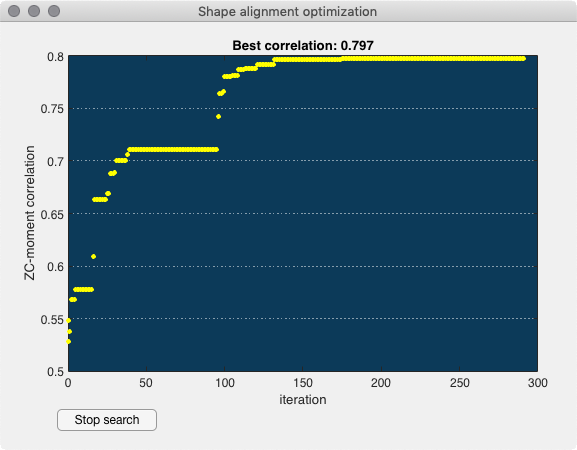 Shape alignment optimization
Best correlation: 0.797
ZC-moment correlation
0.8
0.75
0.7
0.65
0.6
0.55
0.5
0 50 100 150 200 250 300
iteration
Stop search